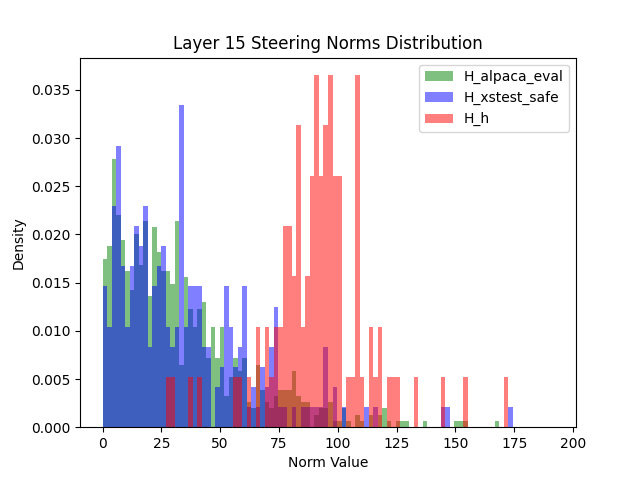 Layer 15 Steering Norms Distribution
H_alpaca_eval
H_xstest_safe
H_h
Density
0.035
0.030
0.025
0.020
0.015
0.010
0.005
0.000
0 25 50 75 100 125 150 175 200
Norm Value